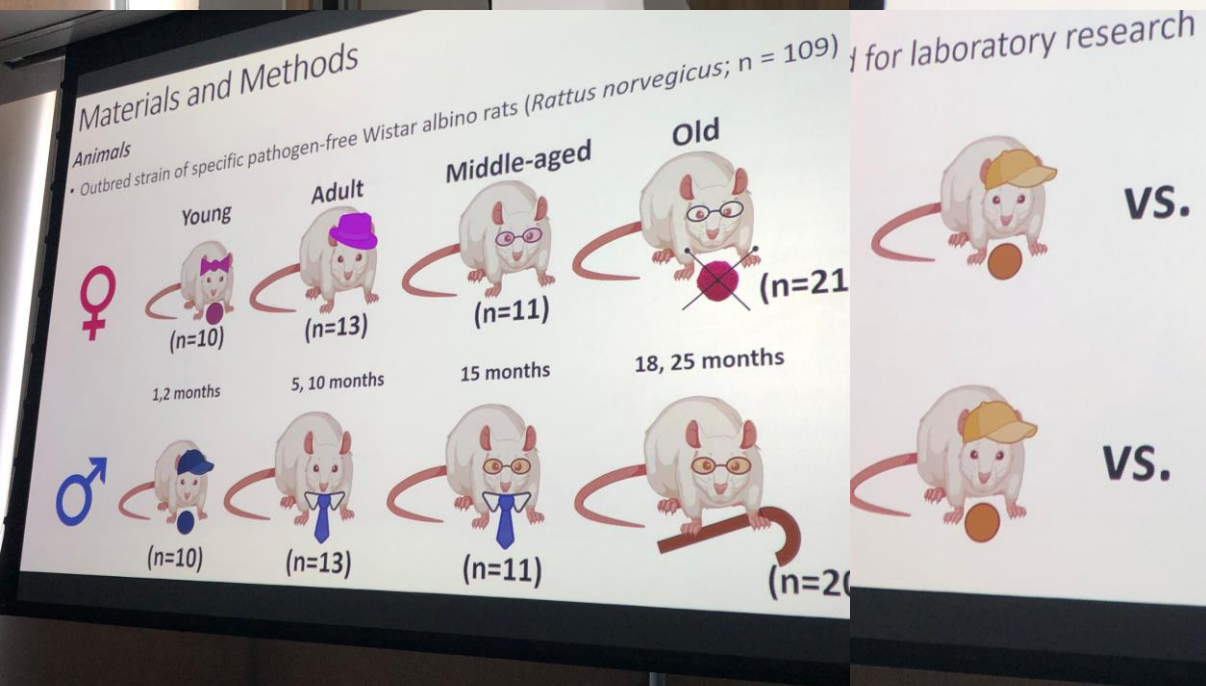 Materials and Methods
Animals
• Outbred strain of specific pathogen-free Wistar albino rats (Rattus norvegicus; n = 109)
Young
Adult
Middle-aged
Old
(n=10)
(n=13)
(n=11)
(n=21
1,2 months
5, 10 months
15 months
18, 25 months
(n=10)
(n=13)
(n=11)
(n=20
for laboratory research
vs.
vs.